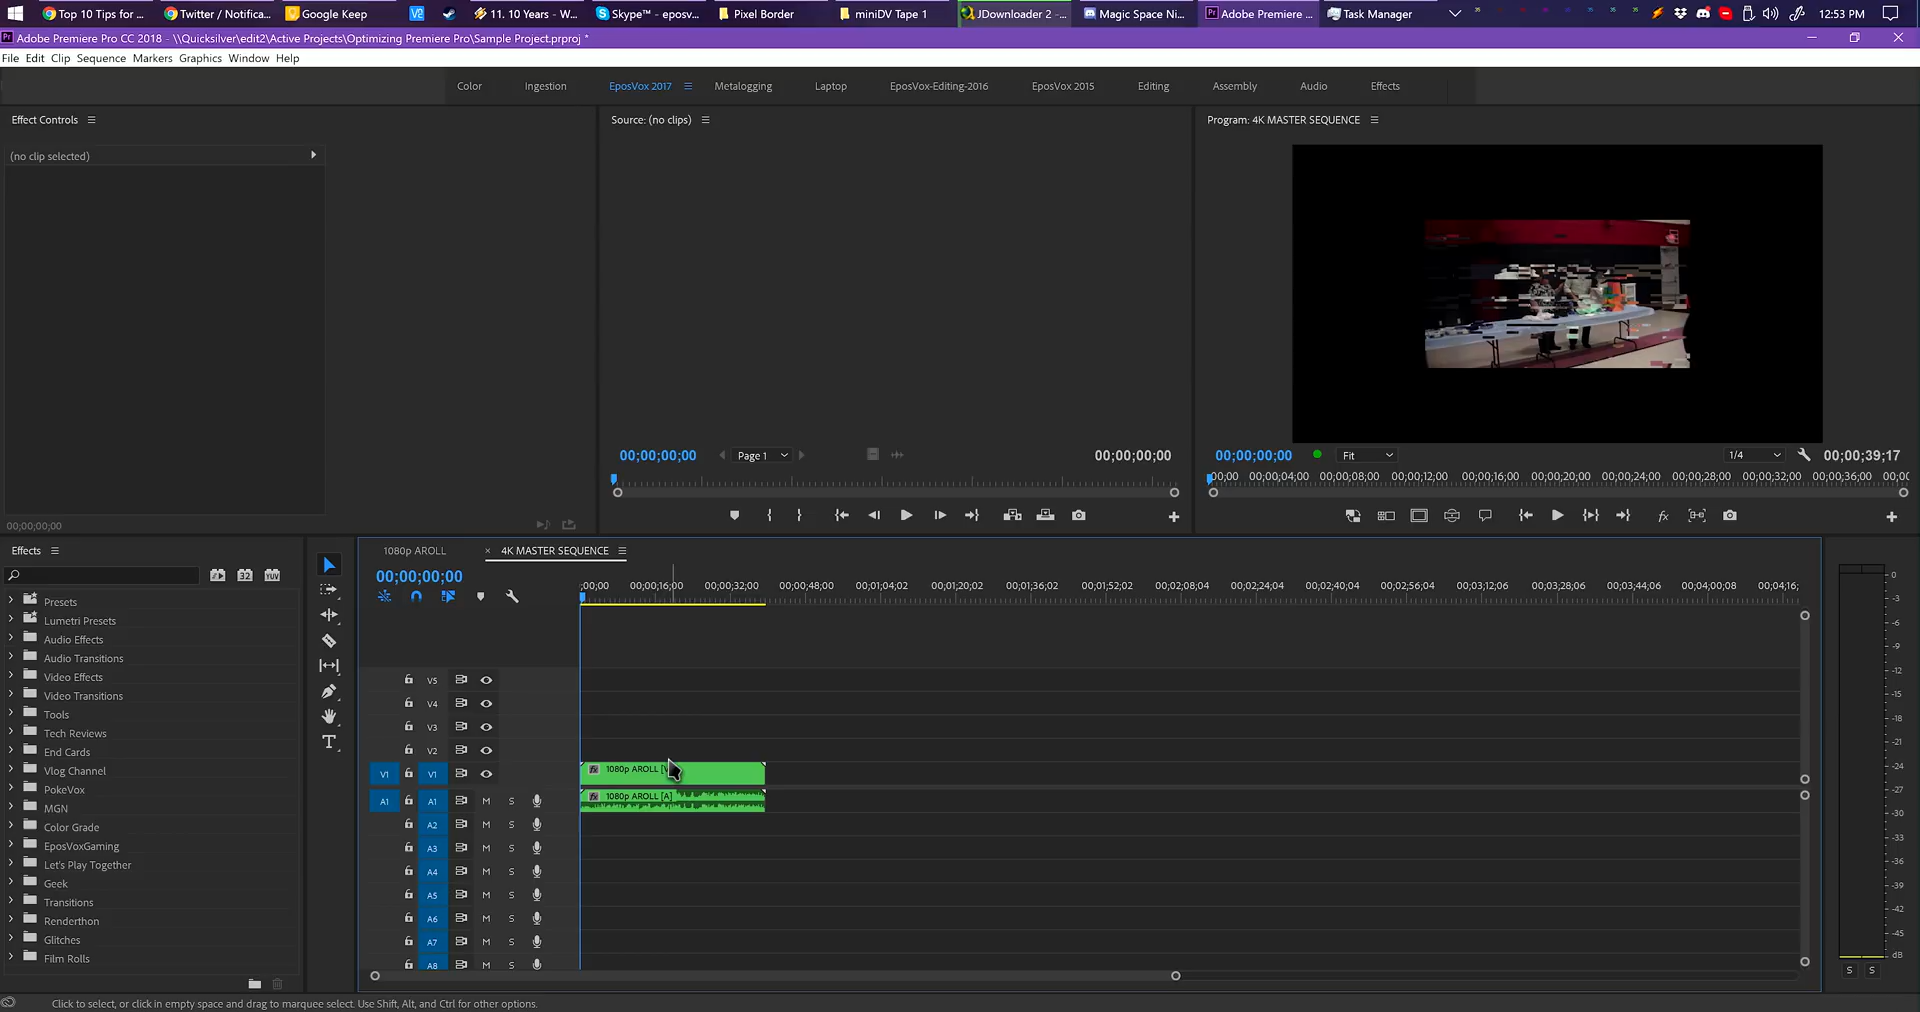 Top 10 Tips for ... Twitter / Notifica... Google Keep 11. 10 Years - W... Skype™ - eposv... Pixel Border miniDV Tape 1 JDownloader 2 -... Magic Space Ni... Adobe Premiere ... Task Manager 12:53 PM
Adobe Premiere Pro CC 2018 - \\Quicksilver\edit2\Active Projects\Optimizing Premiere Pro\Sample Project.prproj *
File Edit Clip Sequence Markers Graphics Window Help
Color Ingestion EposVox 2017 Metalogging Laptop EposVox-Editing-2016 EposVox 2015 Editing Assembly Audio Effects
Effect Controls Source: (no clips) Program: 4K MASTER SEQUENCE
(no clip selected)
00;00;00;00 Page 1 00;00;00;00 00;00;00;00 Fit 1/4 00;00;39;17
00;00 00;00;04;00 00;00;08;00 00;00;12;00 00;00;16;00 00;00;20;00 00;00;24;00 00;00;28;00 00;00;32;00 00;00;36;00 00;0
00;00;00;00
Effects 1080p AROLL × 4K MASTER SEQUENCE
00;00;00;00
;00;00 00;00;16;00 00;00;32;00 00;00;48;00 00;01;04;02 00;01;20;02 00;01;36;02 00;01;52;02 00;02;08;04 00;02;24;04 00;02;40;04 00;02;56;04 00;03;12;06 00;03;28;06 00;03;44;06 00;04;00;08 00;04;16;
32 YUV
Presets
Lumetri Presets
Audio Effects
Audio Transitions
Video Effects
Video Transitions
Tools
Tech Reviews
End Cards
Vlog Channel
PokeVox
MGN
Color Grade
EposVoxGaming
Let's Play Together
Geek
Transitions
Renderthon
Glitches
Film Rolls
T
V5
V4
V3
V2
V1 V1 fx 1080p AROLL [V
A1 A1 M S fx 1080p AROLL [A]
A2 M S
A3 M S
A4 M S
A5 M S
A6 M S
A7 M S
A8 M S
0
-3
-6
-9
-12
-15
-18
-21
-24
-27
-30
-33
-36
-39
-42
-45
dB
S S
Click to select, or click in empty space and drag to marquee select. Use Shift, Alt, and Ctrl for other options.